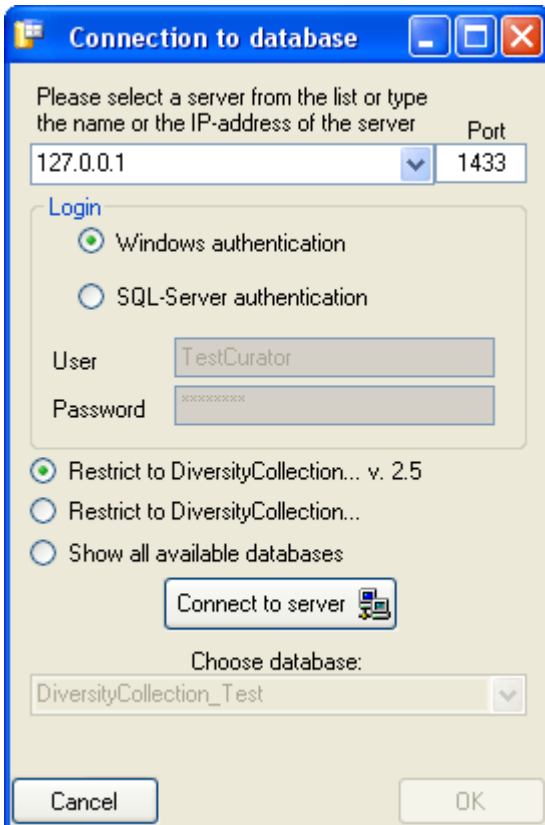 Connection to database
Please select a server from the list or type
the name or the IP-address of the server
Port
127.0.0.1
1433
Login
Windows authentication
SQL-Server authentication
User
TestCurator
Password
********
Restrict to DiversityCollection... v. 2.5
Restrict to DiversityCollection...
Show all available databases
Connect to server
Choose database:
DiversityCollection_Test
Cancel
OK